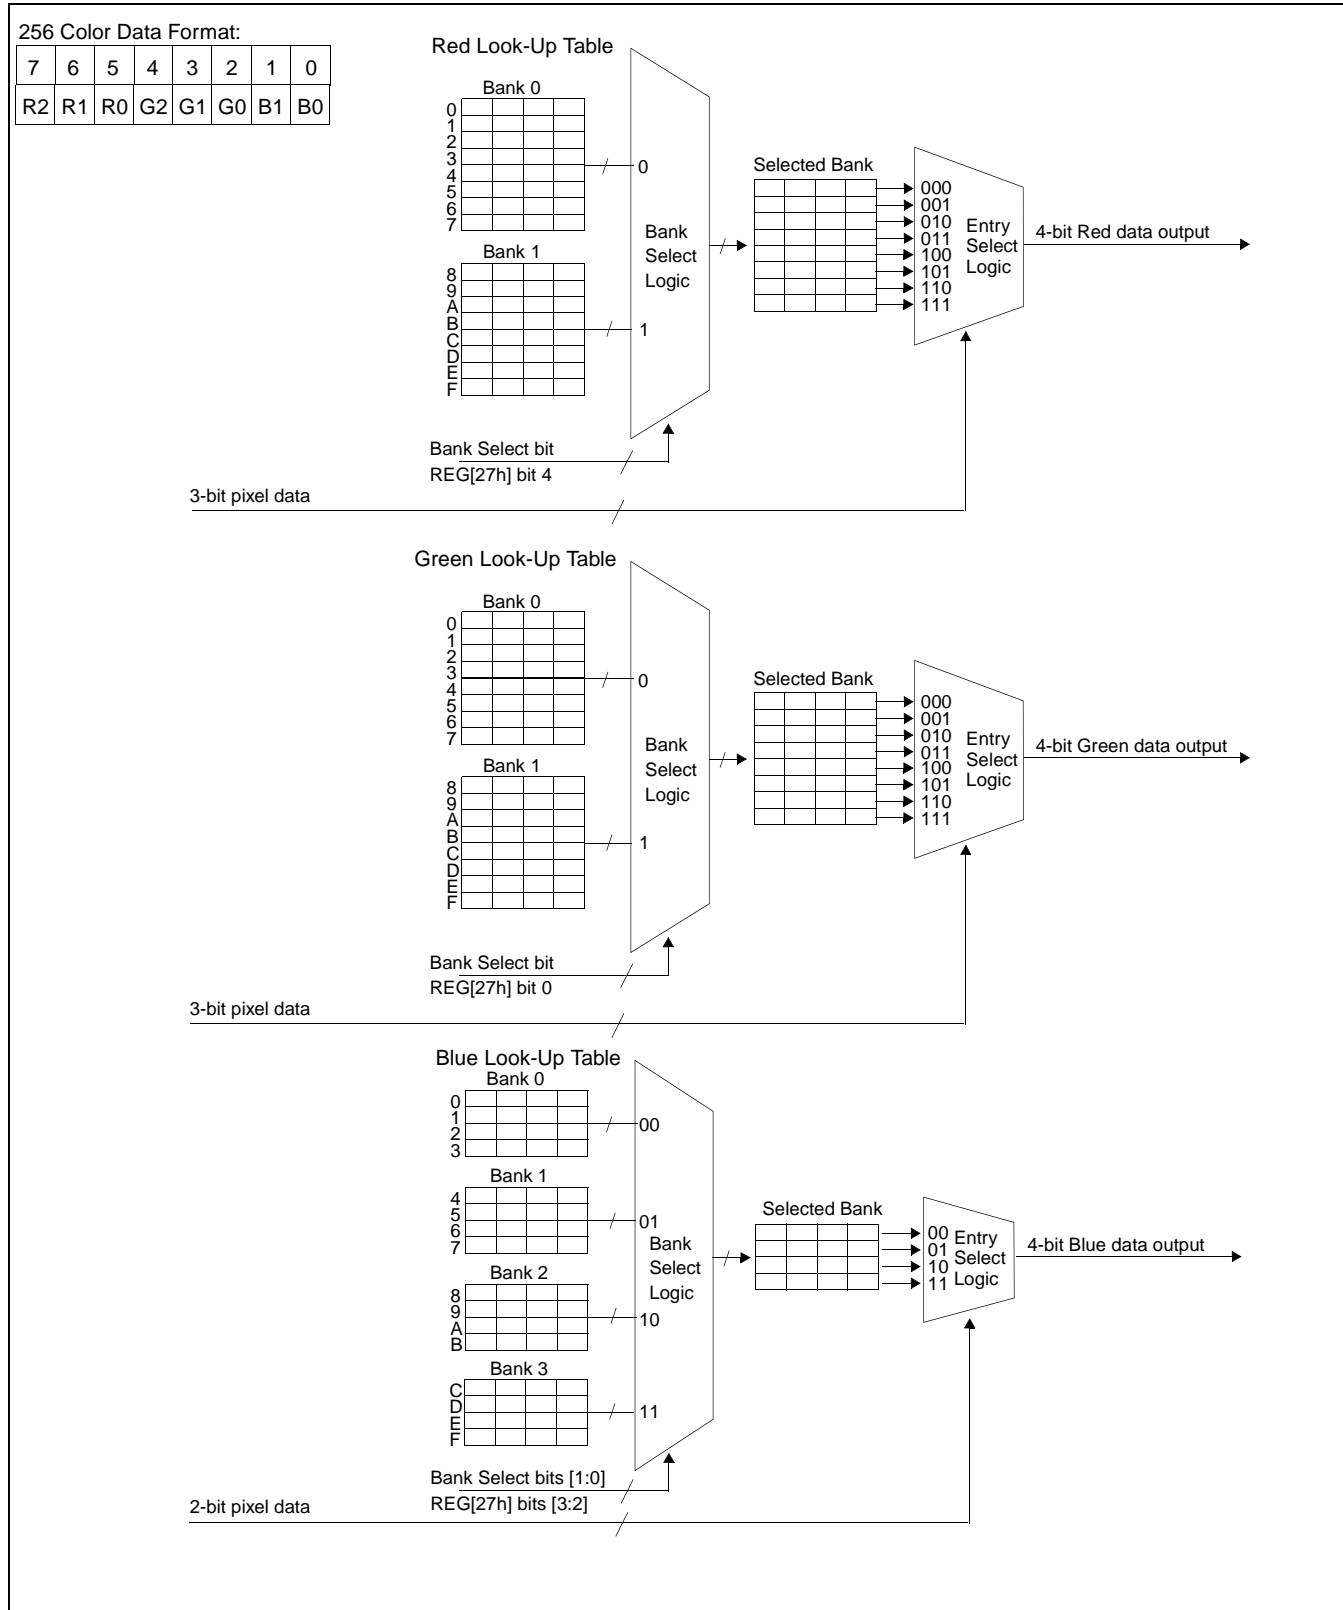 256 Color Data Format:
7 6 5 4 3 2 1 0
R2 R1 R0 G2 G1 G0 B1 B0
Red Look-Up Table
Bank 0
0
1
2
3
4
5
6
7
0
Bank 1
8
9
A
B
C
D
E
F
1
Bank
Select
Logic
Selected Bank
000
001
010
011
100
101
110
111
Entry
Select
Logic
4-bit Red data output
Bank Select bit
REG[27h] bit 4
3-bit pixel data
Green Look-Up Table
Bank 0
0
1
2
3
4
5
6
7
0
Bank 1
8
9
A
B
C
D
E
F
1
Bank
Select
Logic
Selected Bank
000
001
010
011
100
101
110
111
Entry
Select
Logic
4-bit Green data output
Bank Select bit
REG[27h] bit 0
3-bit pixel data
Blue Look-Up Table
Bank 0
0
1
2
3
00
Bank 1
4
5
6
7
01
Bank 2
8
9
A
B
10
Bank 3
C
D
E
F
11
Bank
Select
Logic
Selected Bank
00
01
10
11
Entry
Select
Logic
4-bit Blue data output
Bank Select bits [1:0]
REG[27h] bits [3:2]
2-bit pixel data